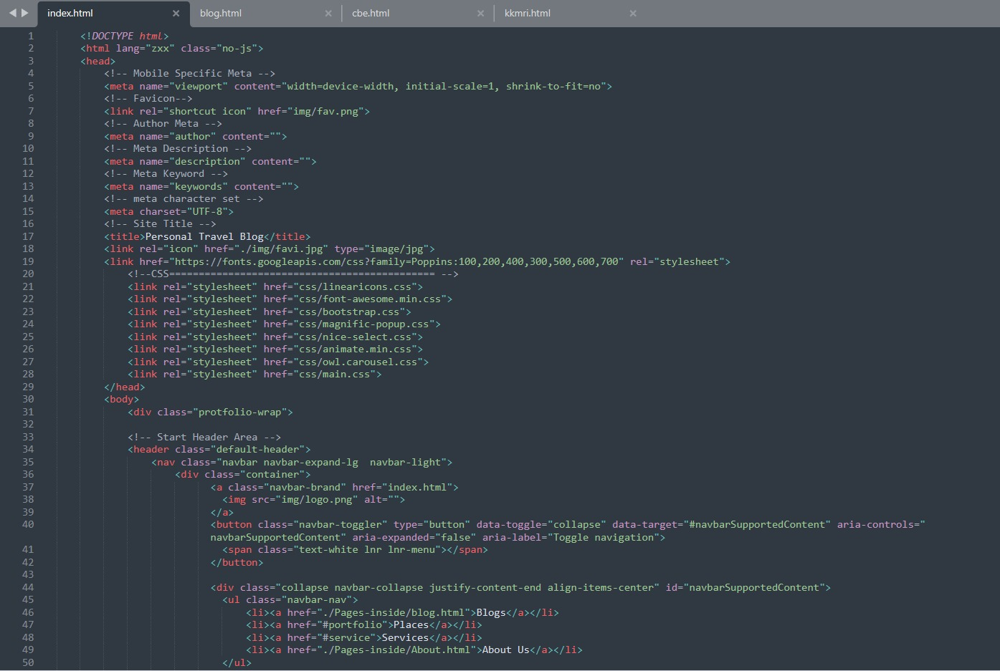 index.html × blog.html × cbe.html × kkmri.html ×
1 <!DOCTYPE html>
2 <html lang="zxx" class="no-js">
3 <head>
4 <!-- Mobile Specific Meta -->
5 <meta name="viewport" content="width=device-width, initial-scale=1, shrink-to-fit=no">
6 <!-- Favicon-->
7 <link rel="shortcut icon" href="img/fav.png">
8 <!-- Author Meta -->
9 <meta name="author" content="">
10 <!-- Meta Description -->
11 <meta name="description" content="">
12 <!-- Meta Keyword -->
13 <meta name="keywords" content="">
14 <!-- meta character set -->
15 <meta charset="UTF-8">
16 <!-- Site Title -->
17 <title>Personal Travel Blog</title>
18 <link rel="icon" href="./img/favi.jpg" type="image/jpg">
19 <link href="https://fonts.googleapis.com/css?family=Poppins:100,200,400,300,500,600,700" rel="stylesheet">
20 <!--CSS============================================= -->
21 <link rel="stylesheet" href="css/linearicons.css">
22 <link rel="stylesheet" href="css/font-awesome.min.css">
23 <link rel="stylesheet" href="css/bootstrap.css">
24 <link rel="stylesheet" href="css/magnific-popup.css">
25 <link rel="stylesheet" href="css/nice-select.css">
26 <link rel="stylesheet" href="css/animate.min.css">
27 <link rel="stylesheet" href="css/owl.carousel.css">
28 <link rel="stylesheet" href="css/main.css">
29 </head>
30 <body>
31 <div class="protfolio-wrap">
32
33 <!-- Start Header Area -->
34 <header class="default-header">
35 <nav class="navbar navbar-expand-lg  navbar-light">
36 <div class="container">
37 <a class="navbar-brand" href="index.html">
38 <img src="img/logo.png" alt="">
39 </a>
40 <button class="navbar-toggler" type="button" data-toggle="collapse" data-target="#navbarSupportedContent" aria-controls="
navbarSupportedContent" aria-expanded="false" aria-label="Toggle navigation">
41 <span class="text-white lnr lnr-menu"></span>
42 </button>
43
44 <div class="collapse navbar-collapse justify-content-end align-items-center" id="navbarSupportedContent">
45 <ul class="navbar-nav">
46 <li><a href="./Pages-inside/blog.html">Blogs</a></li>
47 <li><a href="#portfolio">Places</a></li>
48 <li><a href="#service">Services</a></li>
49 <li><a href="./Pages-inside/About.html">About Us</a></li>
50 </ul>